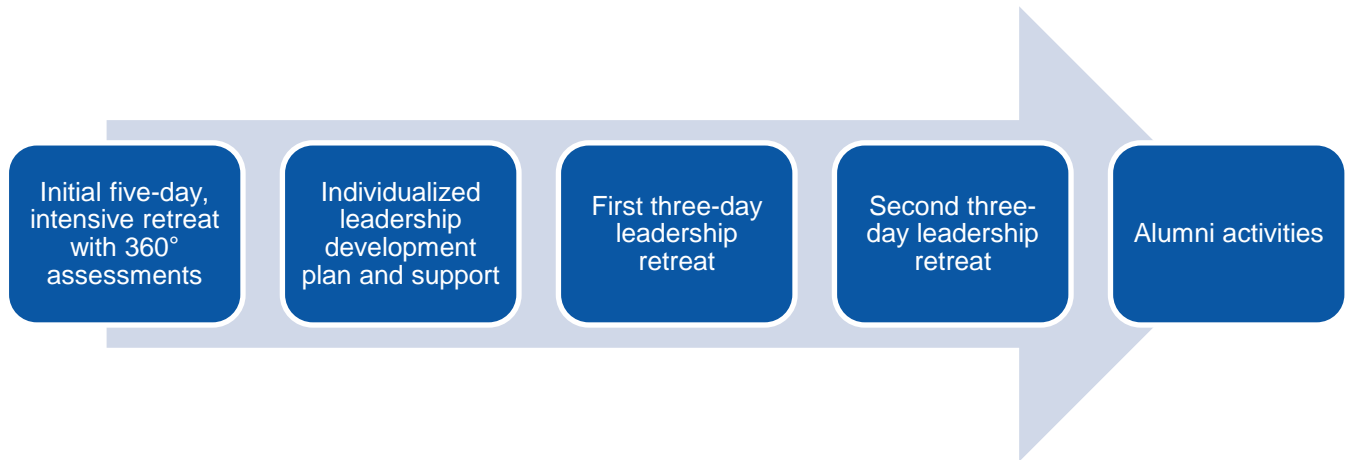 Initial five-day,
intensive retreat
with 360°
assessments
Individualized
leadership
development
plan and support
First three-day
leadership
retreat
Second three-
day leadership
retreat
Alumni activities